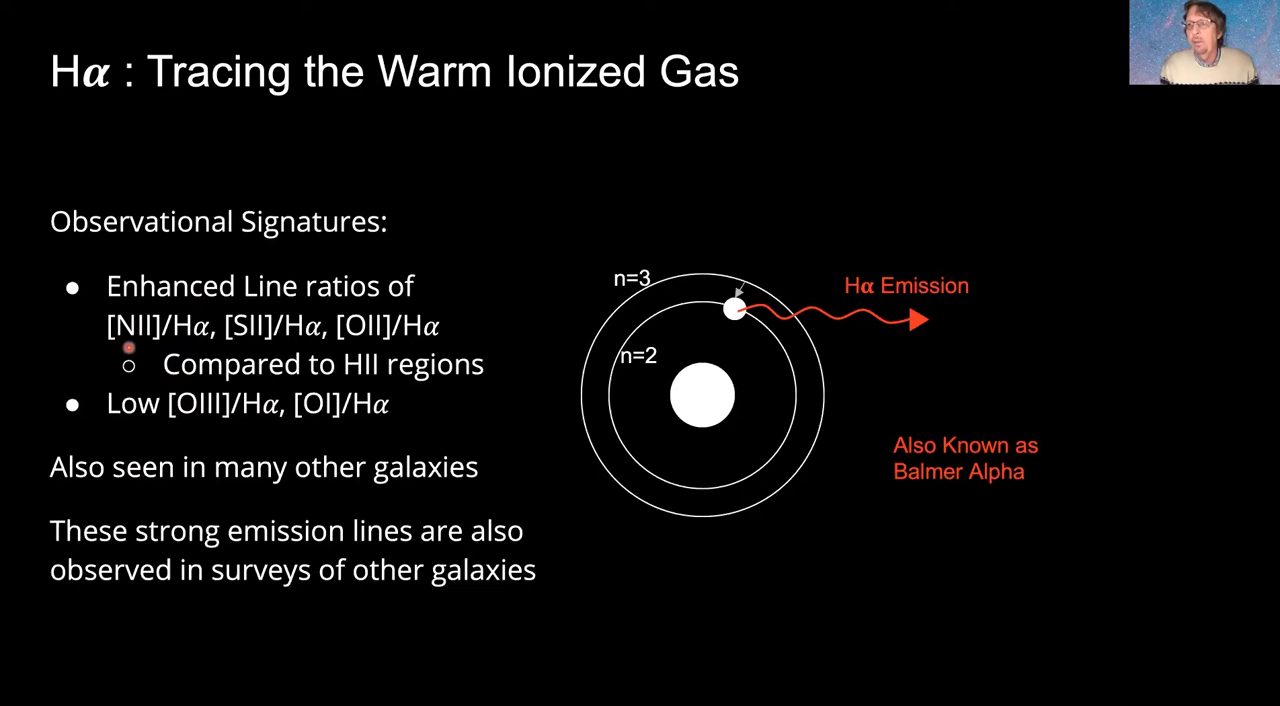 H𝜶 : Tracing the Warm Ionized Gas
Observational Signatures:
● Enhanced Line ratios of
[NII]/H𝛼, [SII]/H𝛼, [OII]/H𝛼
○ Compared to HII regions
● Low [OIII]/H𝛼, [OI]/H𝛼
Also seen in many other galaxies
These strong emission lines are also
observed in surveys of other galaxies
n=3
n=2
H𝛂 Emission
Also Known as
Balmer Alpha